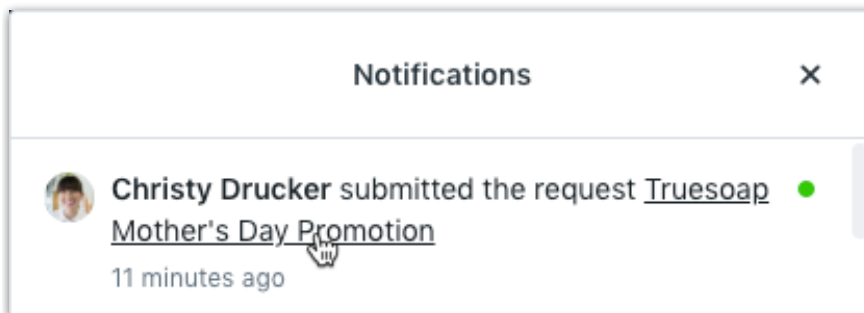 Notifications
Christy Drucker submitted the request Truesoap
Mother's Day Promotion
11 minutes ago